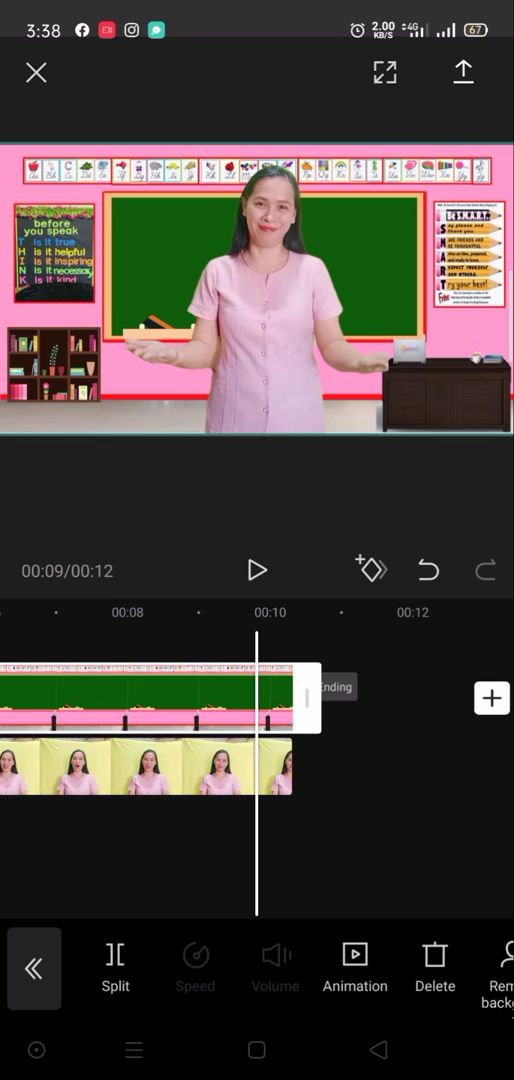 3:38
2.00
KB/S
4G
67
before
you speak
T is it true
H is it helpful
I is it inspiring
N is it necessary
K is it kind
Be S.M.A.R.T.
S
ay please and
thank you.
M
AKE FRIENDS AND
BE THOUGHTFUL.
A
rrive on time, prepared,
and ready to learn.
R
ESPECT YOURSELF
AND OTHERS.
T
ry your best!
Free
00:09/00:12
00:08
00:10
00:12
Ending
Split
Speed
Volume
Animation
Delete
Rem
backg